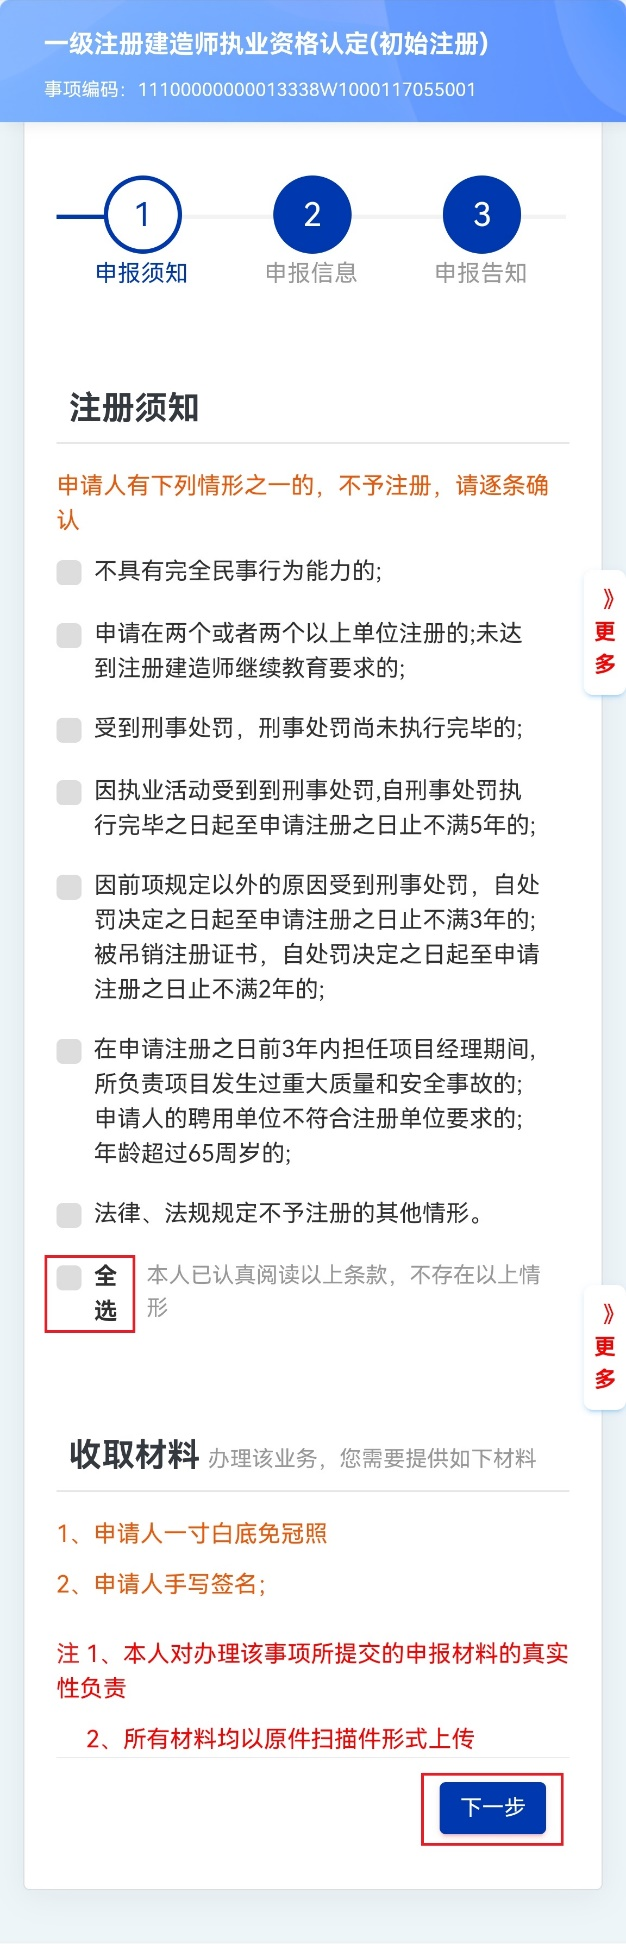 一级注册建造师执业资格认定(初始注册)
事项编码：11100000000013338W1000117055001
1
2
3
申报须知
申报信息
申报告知
注册须知
申请人有下列情形之一的，不予注册，请逐条确
认
不具有完全民事行为能力的;
申请在两个或者两个以上单位注册的;未达
到注册建造师继续教育要求的;
受到刑事处罚，刑事处罚尚未执行完毕的;
因执业活动受到到刑事处罚,自刑事处罚执
行完毕之日起至申请注册之日止不满5年的;
因前项规定以外的原因受到刑事处罚，自处
罚决定之日起至申请注册之日止不满3年的;
被吊销注册证书，自处罚决定之日起至申请
注册之日止不满2年的;
在申请注册之日前3年内担任项目经理期间,
所负责项目发生过重大质量和安全事故的;
申请人的聘用单位不符合注册单位要求的;
年龄超过65周岁的;
法律、法规规定不予注册的其他情形。
全
选
本人已认真阅读以上条款，不存在以上情
形
》
更
多
》
更
多
收取材料 办理该业务，您需要提供如下材料
1、申请人一寸白底免冠照
2、申请人手写签名;
注 1、本人对办理该事项所提交的申报材料的真实
性负责
2、所有材料均以原件扫描件形式上传
下一步